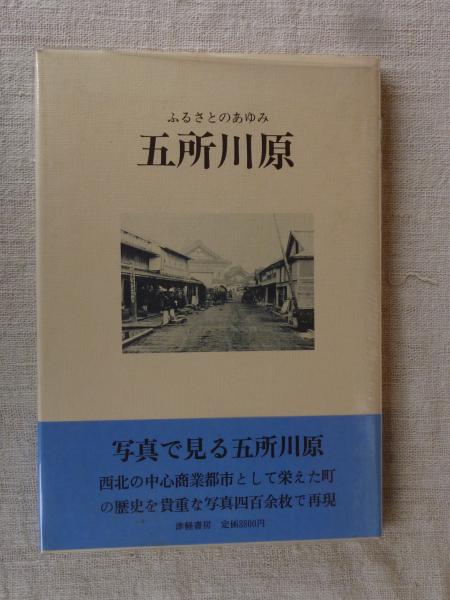 ふるさとのあゆみ
五所川原
写真で見る五所川原
西北の中心商業都市として栄えた町
の歴史を貴重な写真四百余枚で再現
津軽書房 定価3800円